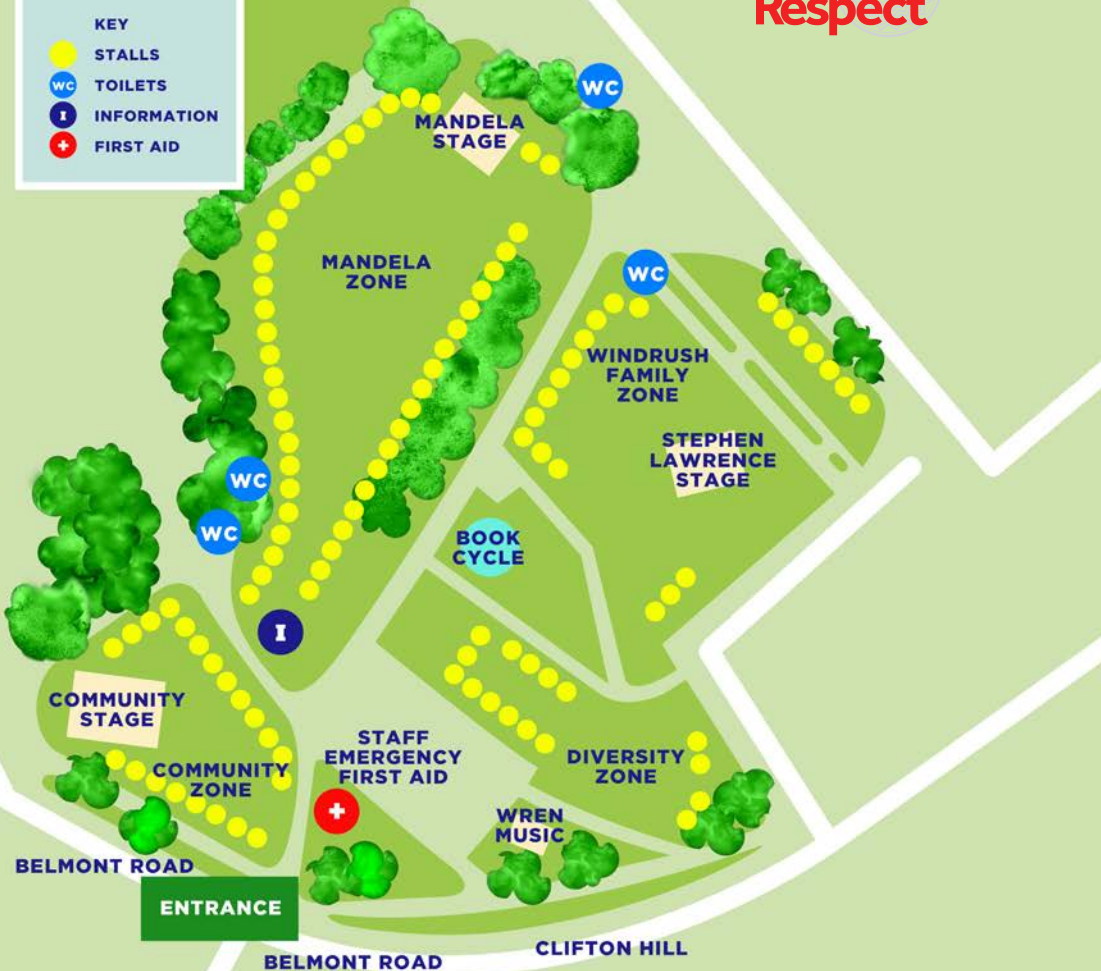 Respect
KEY
STALLS
WC TOILETS
I INFORMATION
FIRST AID
WC
MANDELA
STAGE
MANDELA
ZONE
WC
WINDRUSH
FAMILY
ZONE
STEPHEN
LAWRENCE
STAGE
WC
WC
BOOK
CYCLE
I
COMMUNITY
STAGE
COMMUNITY
ZONE
STAFF
EMERGENCY
FIRST AID
DIVERSITY
ZONE
WREN
MUSIC
BELMONT ROAD
ENTRANCE
CLIFTON HILL
BELMONT ROAD